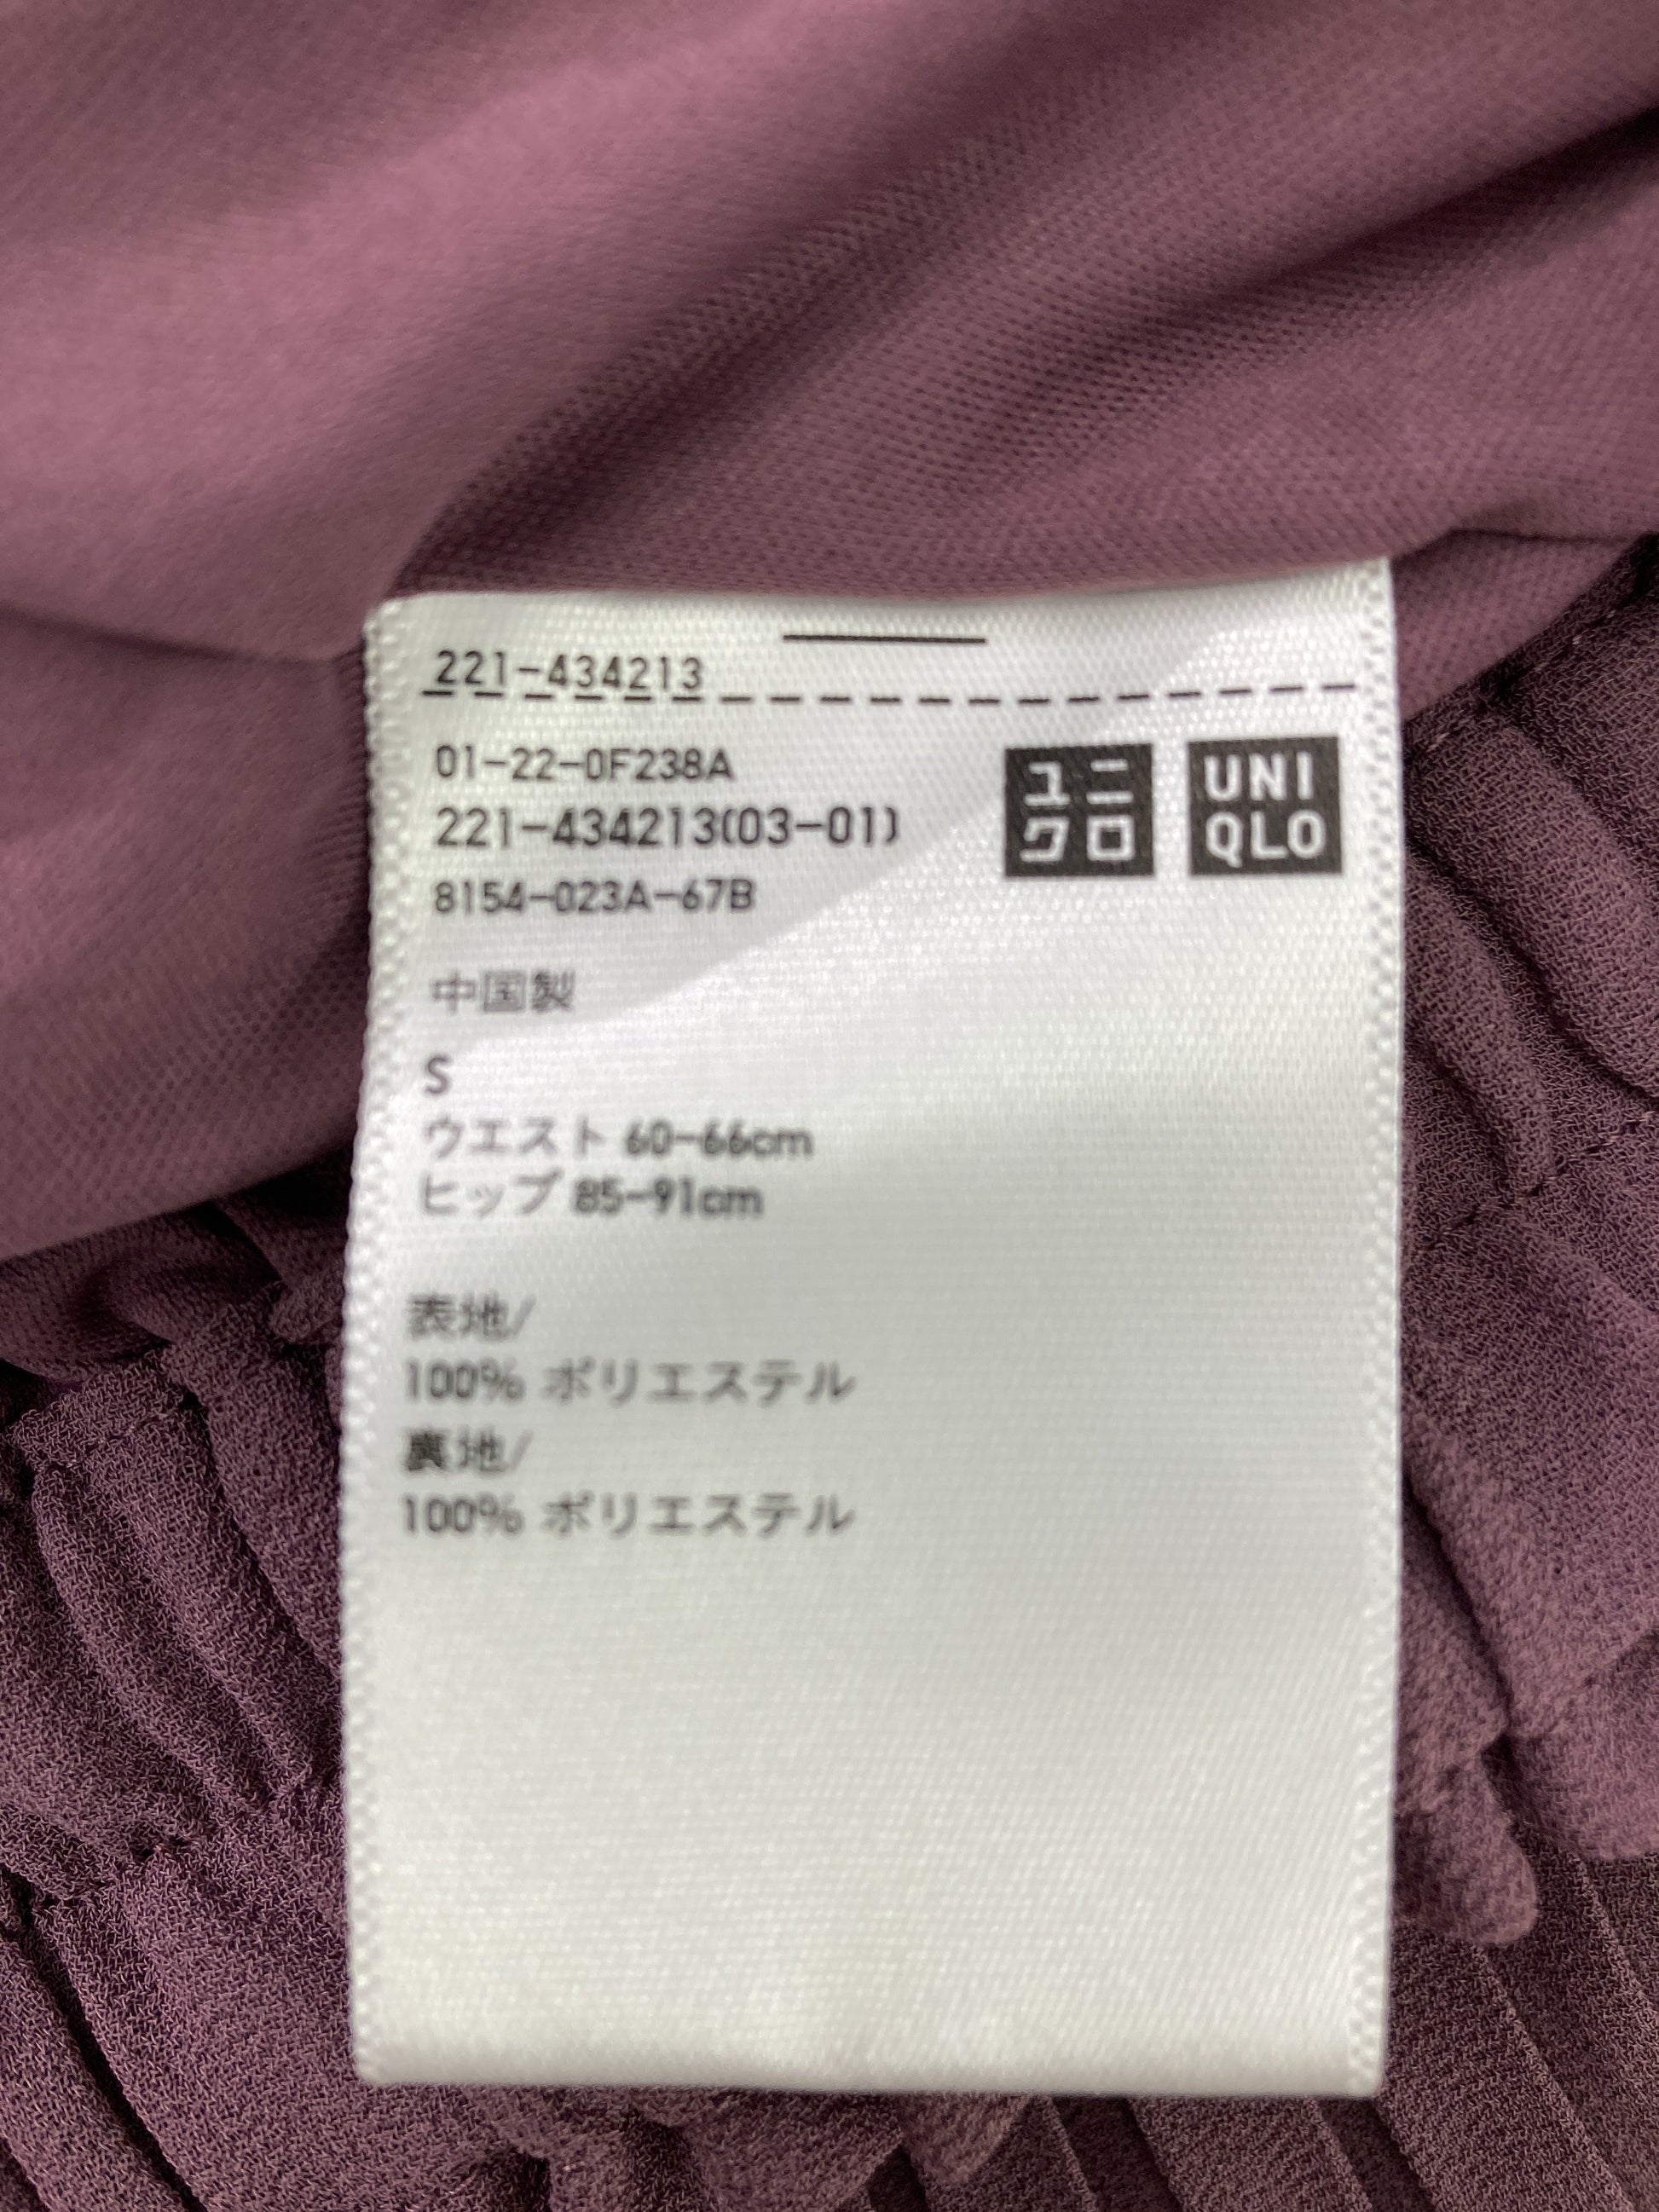 221-434213
01-22-0F238A
221-434213(03-01)
8154-023A-67B
ユニ
クロ
UNI
QLO
中国製
S
ウエスト 60-66cm
ヒップ 85-91cm
表地/
100% ポリエステル
裏地/
100% ポリエステル